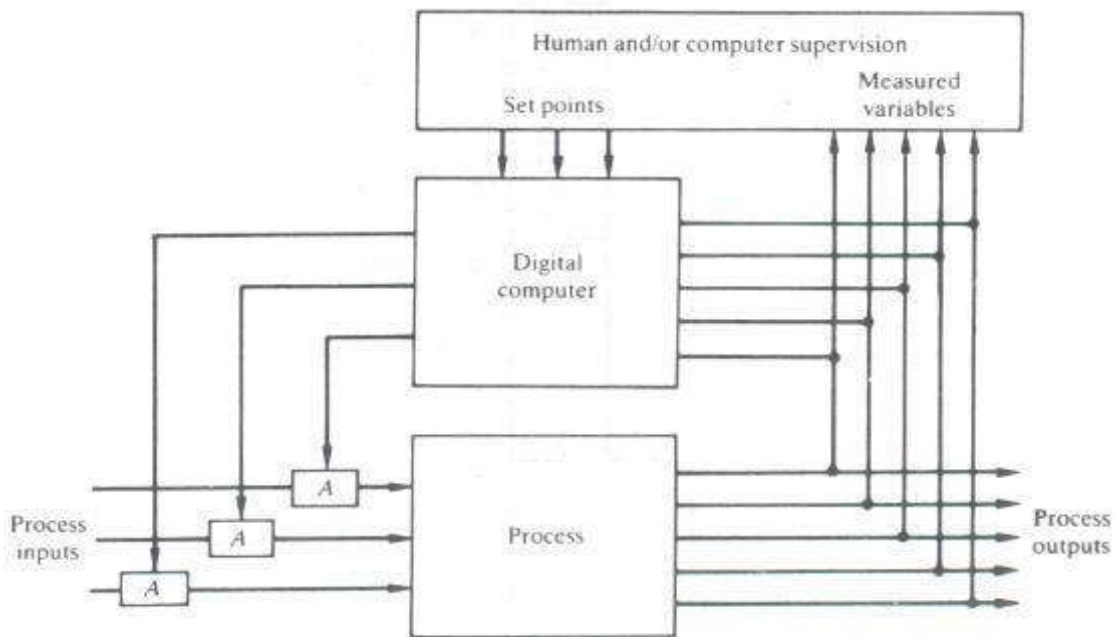 Human and/or computer supervision
Set points
Measured
variables
Digital
computer
A
A
A
Process
inputs
Process
Process
outputs